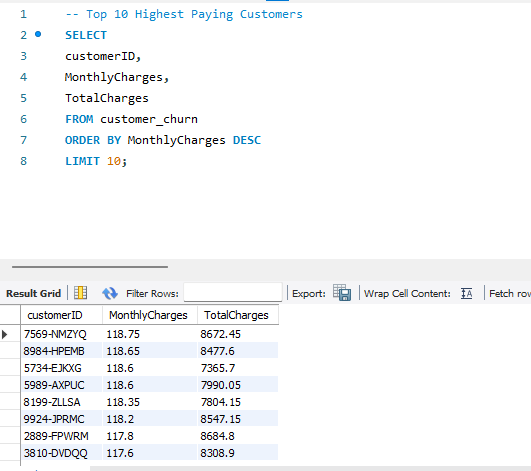 1 -- Top 10 Highest Paying Customers
2 SELECT
3 customerID,
4 MonthlyCharges,
5 TotalCharges
6 FROM customer_churn
7 ORDER BY MonthlyCharges DESC
8 LIMIT 10;
Result Grid Filter Rows: Export: Wrap Cell Content: Fetch row
customerID MonthlyCharges TotalCharges
7569-NMZYQ 118.75 8672.45
8984-HPEMB 118.65 8477.6
5734-EJKXG 118.6 7365.7
5989-AXPUC 118.6 7990.05
8199-ZLLSA 118.35 7804.15
9924-JPRMC 118.2 8547.15
2889-FPWRM 117.8 8684.8
3810-DVDQQ 117.6 8308.9